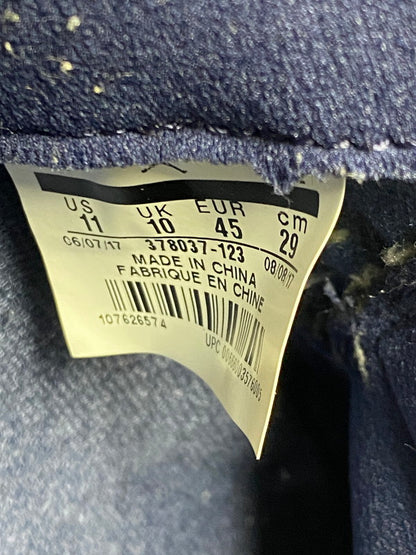 US UK EUR cm
11 10 45 29
06/07/17 378037-123 08/08/17
MADE IN CHINA
FABRIQUE EN CHINE
107626574
UPC